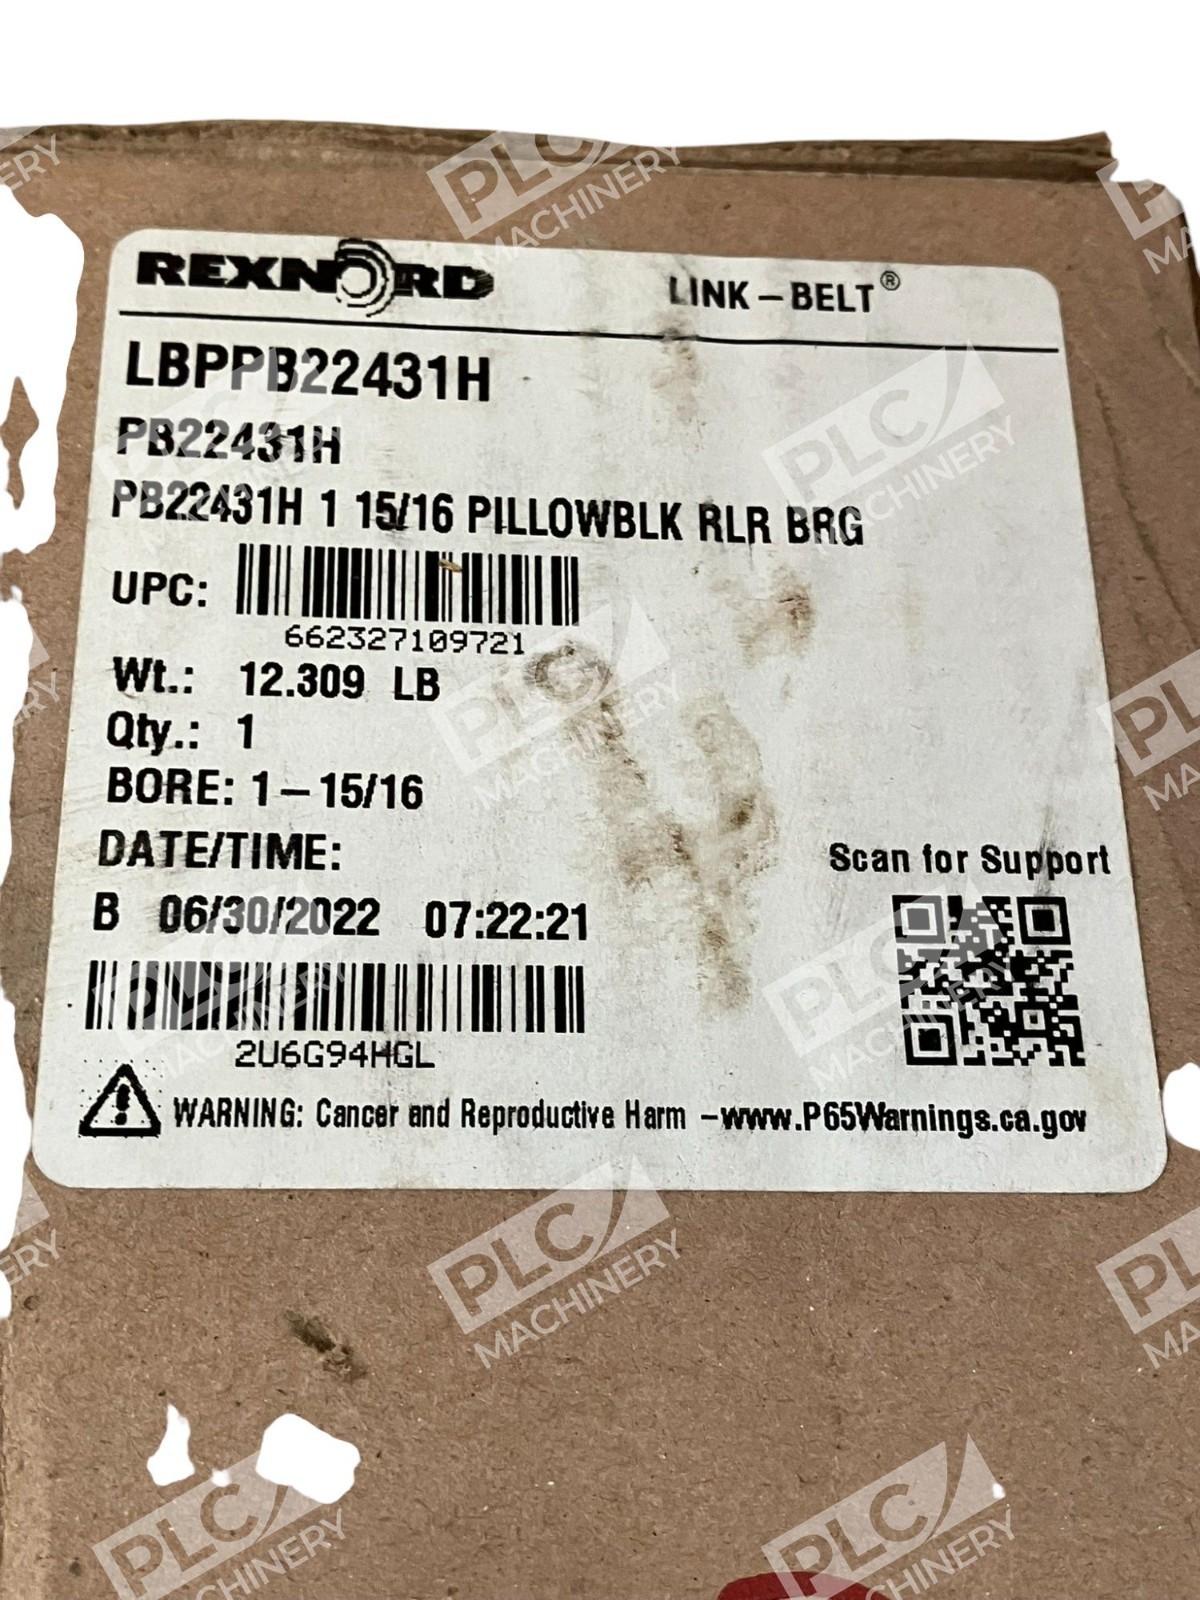 REXNORD LINK-BELT®
LBPPB22431H
PB22431H
PB22431H 1 15/16 PILLOWBLK RLR BRG
UPC:
662327109721
Wt.: 12.309 LB
Qty.: 1
BORE: 1-15/16
DATE/TIME:
B 06/30/2022 07:22:21
Scan for Support
2U6G94HGL
WARNING: Cancer and Reproductive Harm -www.P65Warnings.ca.gov
PLC MACHINERY